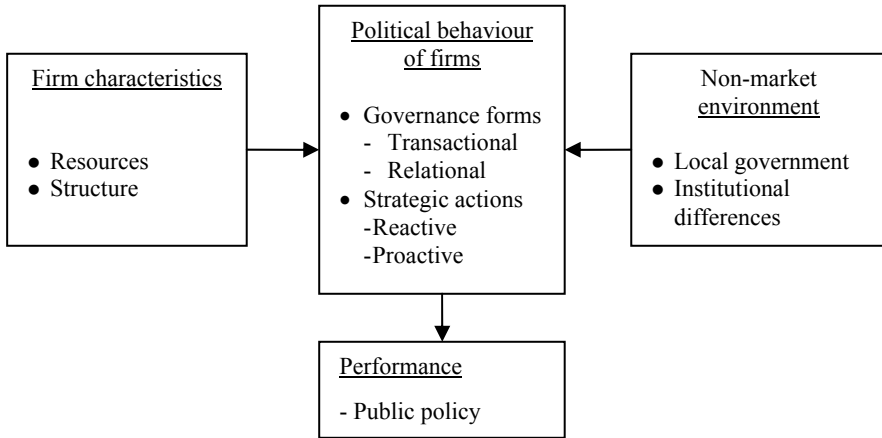 Firm characteristics
● Resources
● Structure
Political behaviour
of firms
● Governance forms
- Transactional
- Relational
● Strategic actions
-Reactive
-Proactive
Non-market
environment
● Local government
● Institutional
differences
Performance
- Public policy